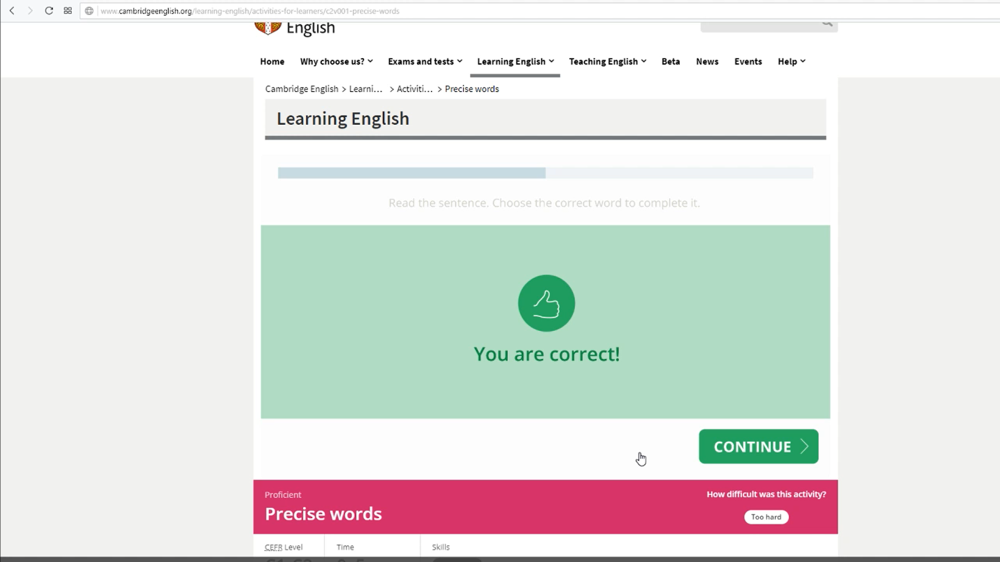 www.cambridgeenglish.org/learning-english/activities-for-learners/c2v001-precise-words
English
Home Why choose us? Exams and tests Learning English Teaching English Beta News Events Help
Cambridge English > Learni... > Activiti... > Precise words
Learning English
Read the sentence. Choose the correct word to complete it.
You are correct!
CONTINUE
Proficient
How difficult was this activity?
Precise words
Too hard
CEFR Level Time Skills